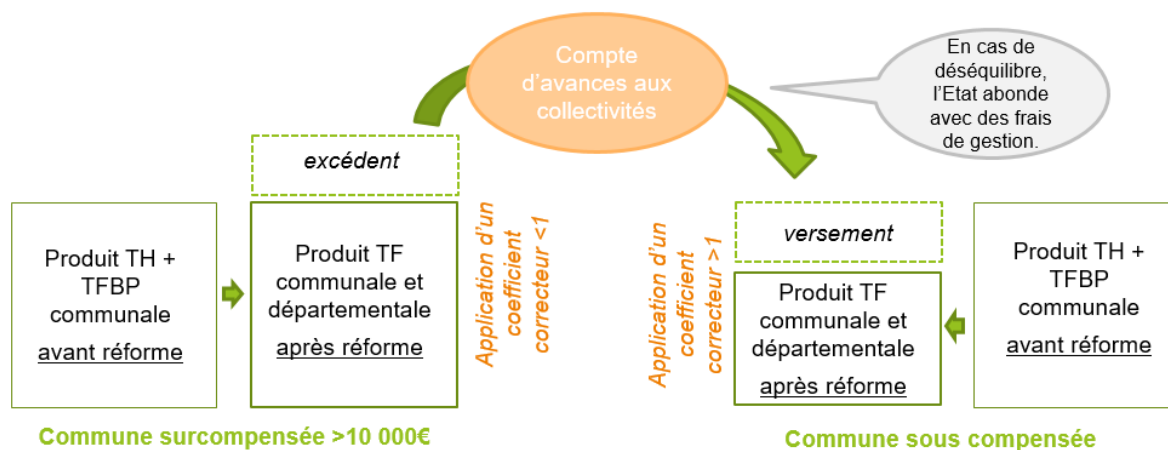 Compte
d’avances aux
collectivités
En cas de
déséquilibre,
l’Etat abonde
avec des frais
de gestion.
excédent
Produit TH +
TFBP
communale
avant réforme
Produit TF
communale et
départementale
après réforme
Application d’un
coefficient
correcteur <1
Application d’un
coefficient
correcteur >1
versement
Produit TF
communale et
départementale
après réforme
Produit TH +
TFBP
communale
avant réforme
Commune surcompensée >10 000€
Commune sous compensée